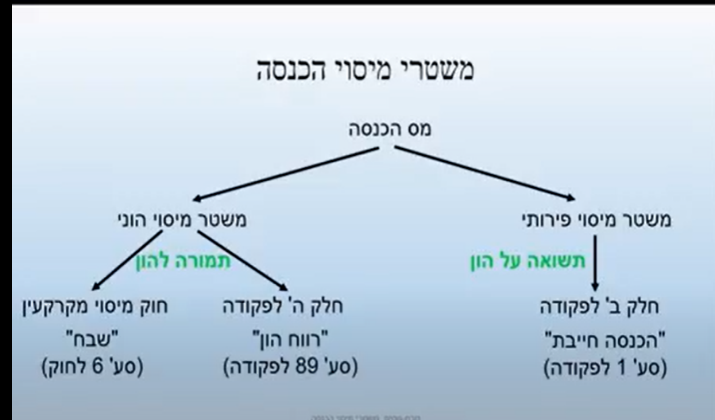 משטרי מיסוי הכנסה
מס הכנסה
משטר מיסוי פירותי
משטר מיסוי הוני
תשואה על הון
תמורה להון
חלק ב' לפקודה
"הכנסה חייבת"
(סע' 1 לפקודה)
חלק ה' לפקודה
"רווח הון"
(סע' 89 לפקודה)
חוק מיסוי מקרקעין
"שבח"
(סע' 6 לחוק)